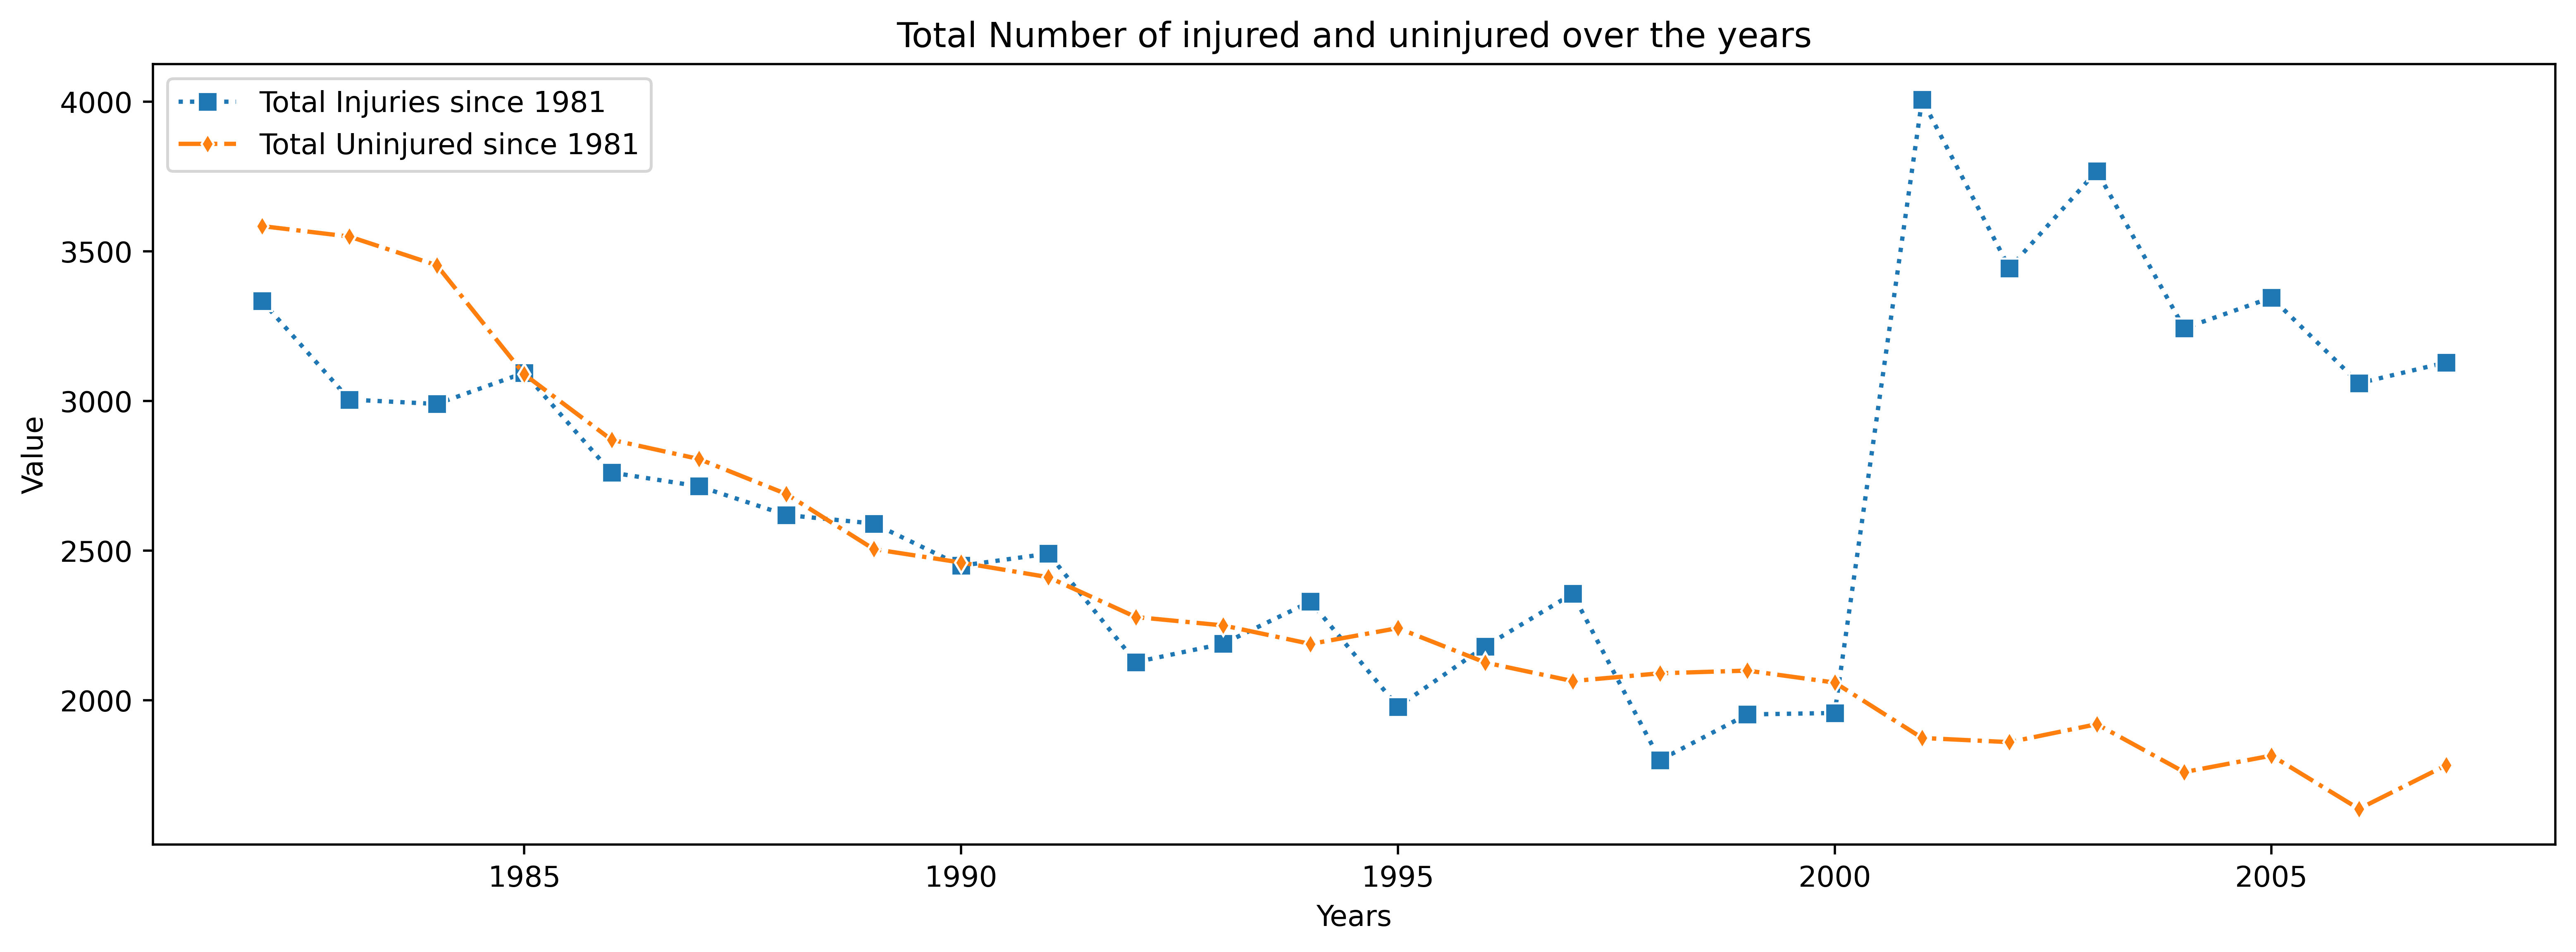 Total Number of injured and uninjured over the years
Total Injuries since 1981
Total Uninjured since 1981
4000
3500
3000
2500
2000
Value
1985
1990
1995
2000
2005
Years